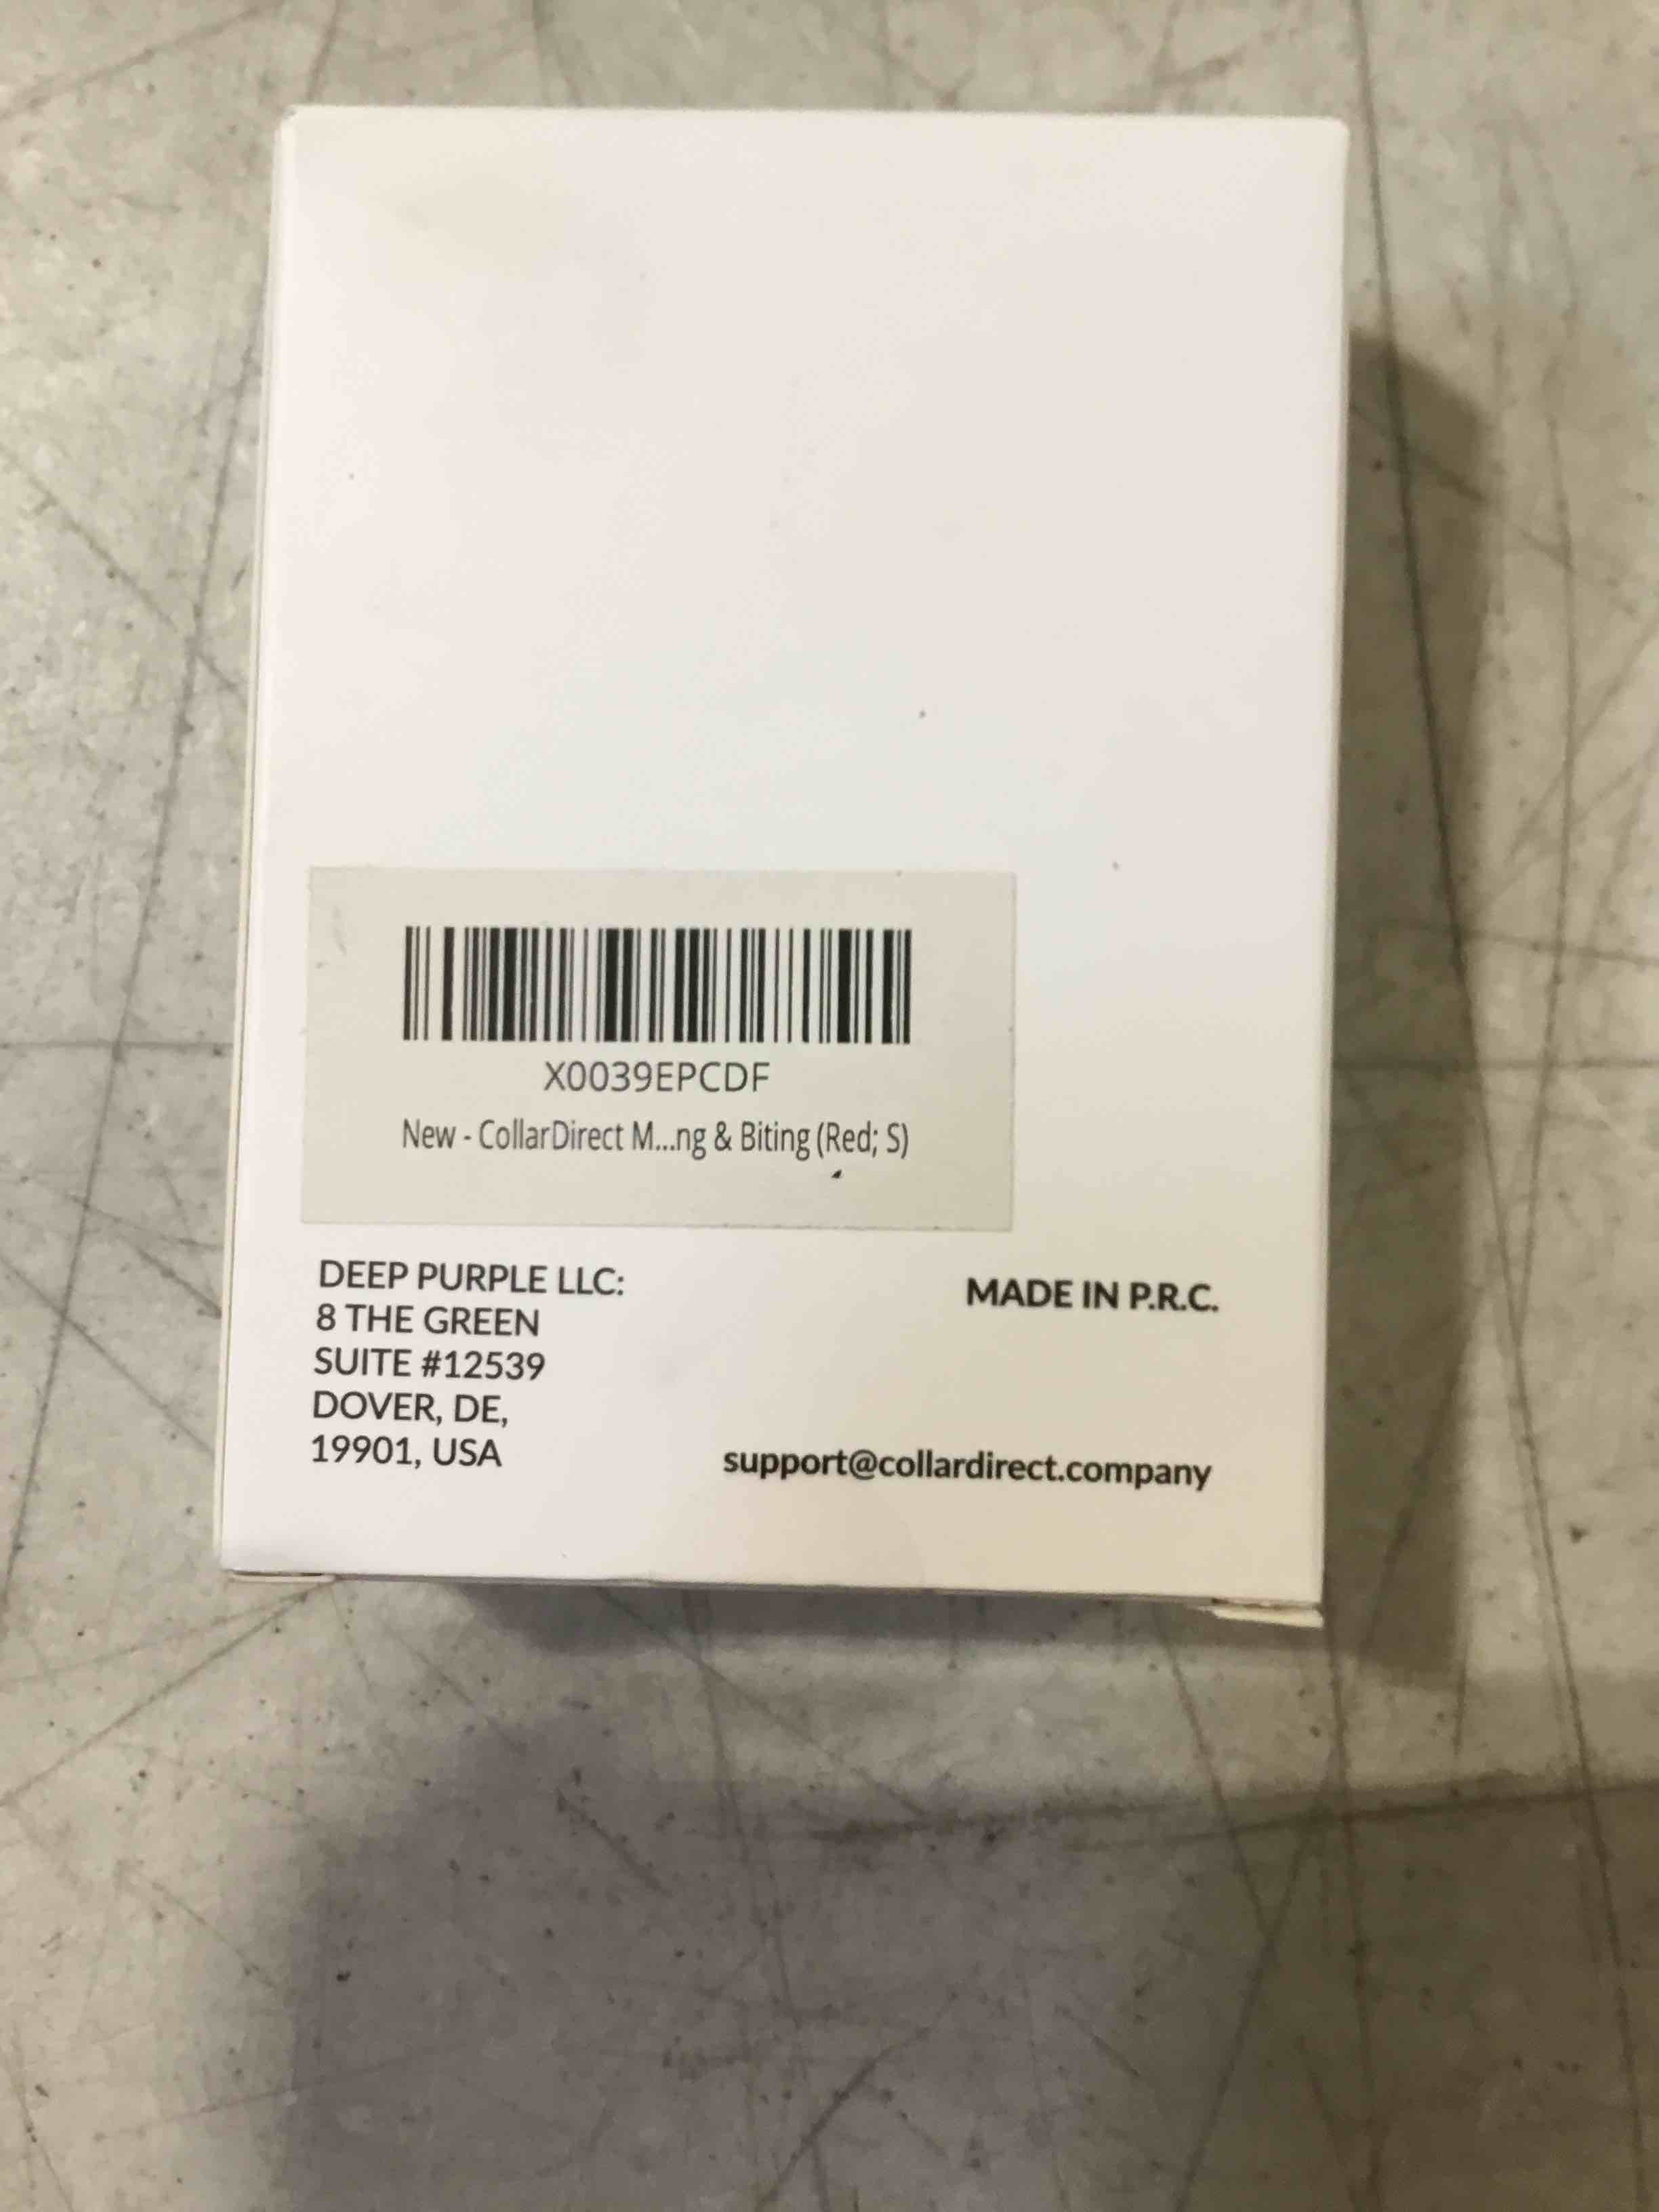 X0039EPCDF
New - CollarDirect M...ng & Biting (Red; S)
DEEP PURPLE LLC:
8 THE GREEN
SUITE #12539
DOVER, DE,
19901, USA
MADE IN P.R.C.
support@collardirect.company